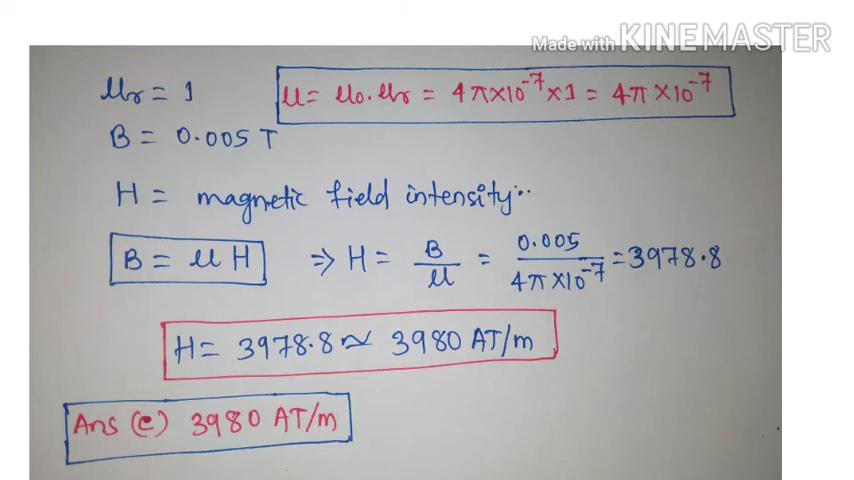 Made with KINEMASTER
μr = 1 μ = μ0.μr = 4π×10^-7 × 1 = 4π×10^-7
B = 0.005 T
H = magnetic field intensity..
B = μ H ⇒ H = B/μ = 0.005/4π×10^-7 = 3978.8
H = 3978.8 ≃ 3980 AT/m
Ans (c) 3980 AT/m